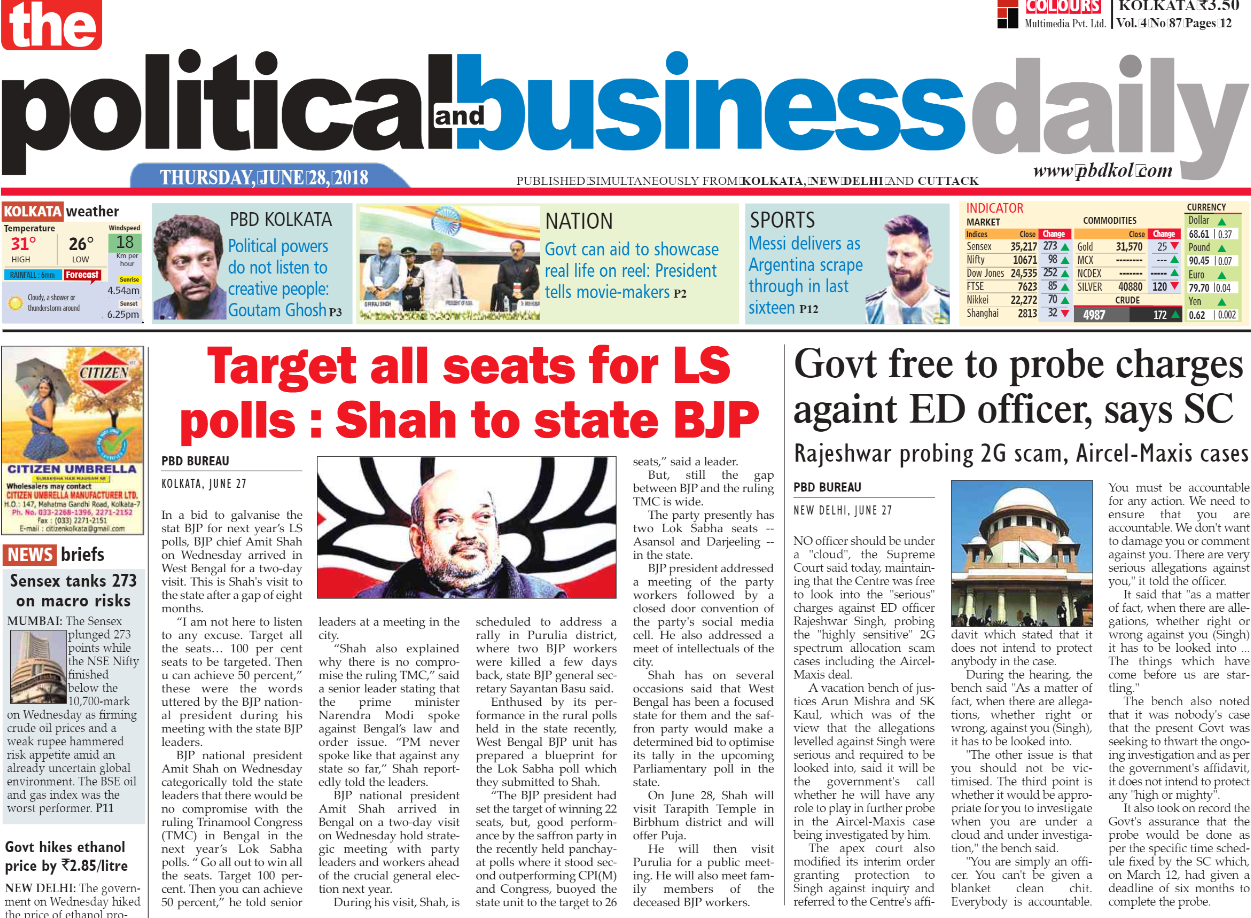 the
COLOURS
Multimedia Pvt. Ltd.
KOLKATA ₹3.50
Vol. 4 No 87 Pages 12
political and business daily
THURSDAY, JUNE 28, 2018
PUBLISHED SIMULTANEOUSLY FROM KOLKATA, NEW DELHI AND CUTTACK
www pbdkol com
KOLKATA weather
Temperature
31°
HIGH
26°
LOW
Windspeed
18
Km per
hour
RAINFALL : 6mm
Forecast
Cloudy, a shower or
thunderstorm around
Sunrise
4.54am
Sunset
6.25pm
PBD KOLKATA
Political powers
do not listen to
creative people:
Goutam Ghosh P3
NATION
Govt can aid to showcase
real life on reel: President
tells movie-makers P2
SPORTS
Messi delivers as
Argentina scrape
through in last
sixteen P12
INDICATOR
MARKET
Indices Close Change
Sensex 35,217 273
Nifty 10671 98
Dow Jones 24,535 252
FTSE 7623 85
Nikkei 22,272 70
Shanghai 2813 32
COMMODITIES
Close Change
Gold 31,570 25
MCX -------- ---
NCDEX ------- -----
SILVER 40880 120
CRUDE
4987 172
CURRENCY
Dollar
68.61 0.37
Pound
90.45 0.07
Euro
79.70 0.04
Yen
0.62 0.002
CITIZEN
CITIZEN UMBRELLA
Wholesalers may contact
CITIZEN UMBRELLA MANUFACTURER LTD.
H.O.: 147, Mahatma Gandhi Road, Kolkata-7
Ph. No. 033-2268-1396, 2271-2152
Fax : (033) 2271-2151
E-mail : citizenkolkata@gmail.com
NEWS briefs
Sensex tanks 273
on macro risks
MUMBAI: The Sensex
plunged 273
points while
the NSE Nifty
finished
below the
10,700-mark
on Wednesday as firming
crude oil prices and a
weak rupee hammered
risk appetite amid an
already uncertain global
environment. The BSE oil
and gas index was the
worst performer. P11
Govt hikes ethanol
price by ₹2.85/litre
NEW DELHI: The govern-
ment on Wednesday hiked
the price of ethanol pro-
Target all seats for LS
polls : Shah to state BJP
PBD BUREAU
KOLKATA, JUNE 27
In a bid to galvanise the
stat BJP for next year's LS
polls, BJP chief Amit Shah
on Wednesday arrived in
West Bengal for a two-day
visit. This is Shah's visit to
the state after a gap of eight
months.
"I am not here to listen
to any excuse. Target all
the seats… 100 per cent
seats to be targeted. Then
u can achieve 50 percent,"
these were the words
uttered by the BJP nation-
al president during his
meeting with the state BJP
leaders.
BJP national president
Amit Shah on Wednesday
categorically told the state
leaders that there would be
no compromise with the
ruling Trinamool Congress
(TMC) in Bengal in the
next year's Lok Sabha
polls. " Go all out to win all
the seats. Target 100 per-
cent. Then you can achieve
50 percent," he told senior
leaders at a meeting in the
city.
"Shah also explained
why there is no compro-
mise the ruling TMC," said
a senior leader stating that
the prime minister
Narendra Modi spoke
against Bengal's law and
order issue. "PM never
spoke like that against any
state so far," Shah report-
edly told the leaders.
BJP national president
Amit Shah arrived in
Bengal on a two-day visit
on Wednesday hold strate-
gic meeting with party
leaders and workers ahead
of the crucial general elec-
tion next year.
During his visit, Shah, is
scheduled to address a
rally in Purulia district,
where two BJP workers
were killed a few days
back, state BJP general sec-
retary Sayantan Basu said.
Enthused by its per-
formance in the rural polls
held in the state recently,
West Bengal BJP unit has
prepared a blueprint for
the Lok Sabha poll which
they submitted to Shah.
"The BJP president had
set the target of winning 22
seats, but, good perform-
ance by the saffron party in
the recently held panchay-
at polls where it stood sec-
ond outperforming CPI(M)
and Congress, buoyed the
state unit to the target to 26
seats," said a leader.
But, still the gap
between BJP and the ruling
TMC is wide.
The party presently has
two Lok Sabha seats --
Asansol and Darjeeling --
in the state.
BJP president addressed
a meeting of the party
workers followed by a
closed door convention of
the party's social media
cell. He also addressed a
meet of intellectuals of the
city.
Shah has on several
occasions said that West
Bengal has been a focused
state for them and the saf-
fron party would make a
determined bid to optimise
its tally in the upcoming
Parliamentary poll in the
state.
On June 28, Shah will
visit Tarapith Temple in
Birbhum district and will
offer Puja.
He will then visit
Purulia for a public meet-
ing. He will also meet fam-
ily members of the
deceased BJP workers.
Govt free to probe charges
againt ED officer, says SC
Rajeshwar probing 2G scam, Aircel-Maxis cases
PBD BUREAU
NEW DELHI, JUNE 27
NO officer should be under
a "cloud", the Supreme
Court said today, maintain-
ing that the Centre was free
to look into the "serious"
charges against ED officer
Rajeshwar Singh, probing
the "highly sensitive" 2G
spectrum allocation scam
cases including the Aircel-
Maxis deal.
A vacation bench of jus-
tices Arun Mishra and SK
Kaul, which was of the
view that the allegations
levelled against Singh were
serious and required to be
looked into, said it will be
the government's call
whether he will have any
role to play in further probe
in the Aircel-Maxis case
being investigated by him.
The apex court also
modified its interim order
granting protection to
Singh against inquiry and
referred to the Centre's affi-
davit which stated that it
does not intend to protect
anybody in the case.
During the hearing, the
bench said "As a matter of
fact, when there are allega-
tions, whether right or
wrong, against you (Singh),
it has to be looked into.
"The other issue is that
you should not be vic-
timised. The third point is
whether it would be appro-
priate for you to investigate
when you are under a
cloud and under investiga-
tion," the bench said.
"You are simply an offi-
cer. You can't be given a
blanket clean chit.
Everybody is accountable.
You must be accountable
for any action. We need to
ensure that you are
accountable. We don't want
to damage you or comment
against you. There are very
serious allegations against
you," it told the officer.
It said that "as a matter
of fact, when there are alle-
gations, whether right or
wrong against you (Singh)
it has to be looked into ...
The things which have
come before us are star-
tling."
The bench also noted
that it was nobody's case
that the present Govt was
seeking to thwart the ongo-
ing investigation and as per
the government's affidavit,
it does not intend to protect
any "high or mighty".
It also took on record the
Govt's assurance that the
probe would be done as
per the specific time sched-
ule fixed by the SC which,
on March 12, had given a
deadline of six months to
complete the probe.